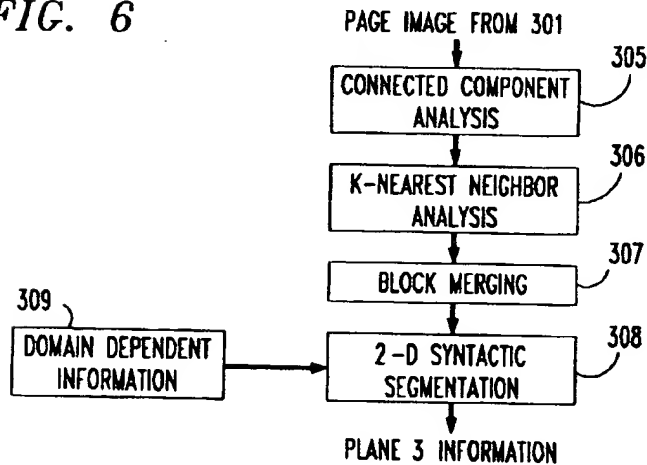 FIG. 6
PAGE IMAGE FROM 301
305
CONNECTED COMPONENT
ANALYSIS
306
K-NEAREST NEIGHBOR
ANALYSIS
307
BLOCK MERGING
309
308
DOMAIN DEPENDENT
INFORMATION
2-D SYNTACTIC
SEGMENTATION
PLANE 3 INFORMATION